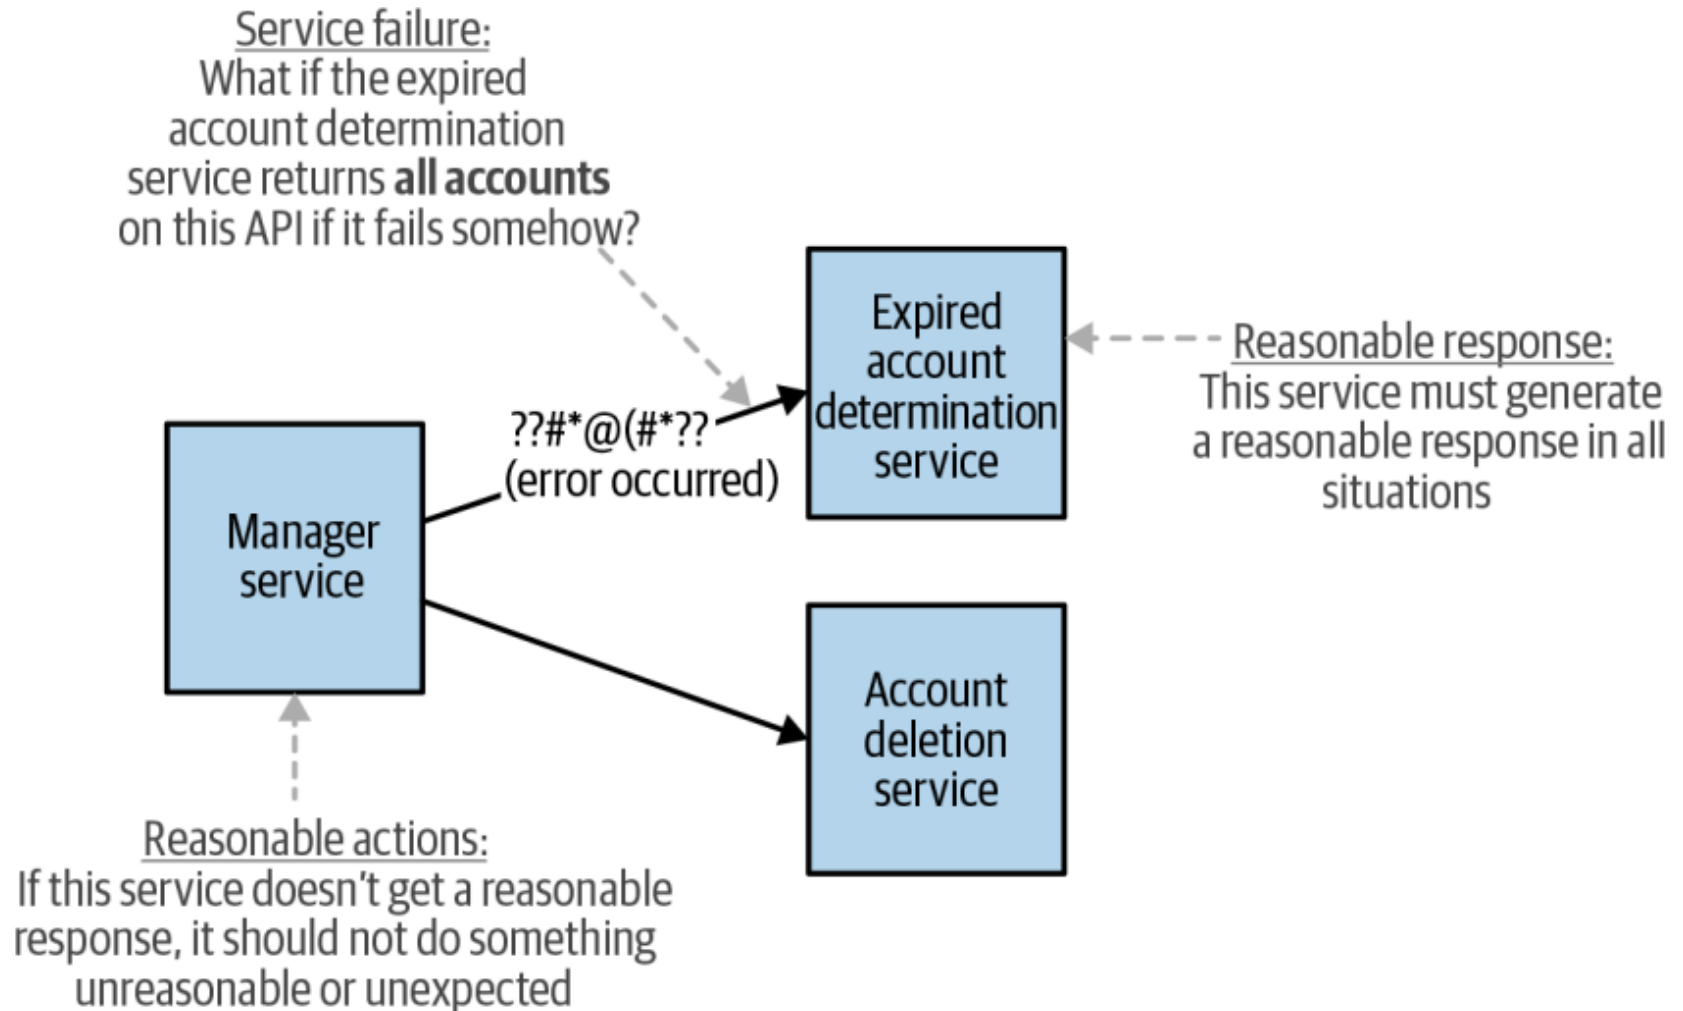 Service failure:
What if the expired
account determination
service returns all accounts
on this API if it fails somehow?
Expired
account
determination
service
Reasonable response:
This service must generate
a reasonable response in all
situations
??#*@(#*??
(error occurred)
Manager
service
Account
deletion
service
Reasonable actions:
If this service doesn't get a reasonable
response, it should not do something
unreasonable or unexpected